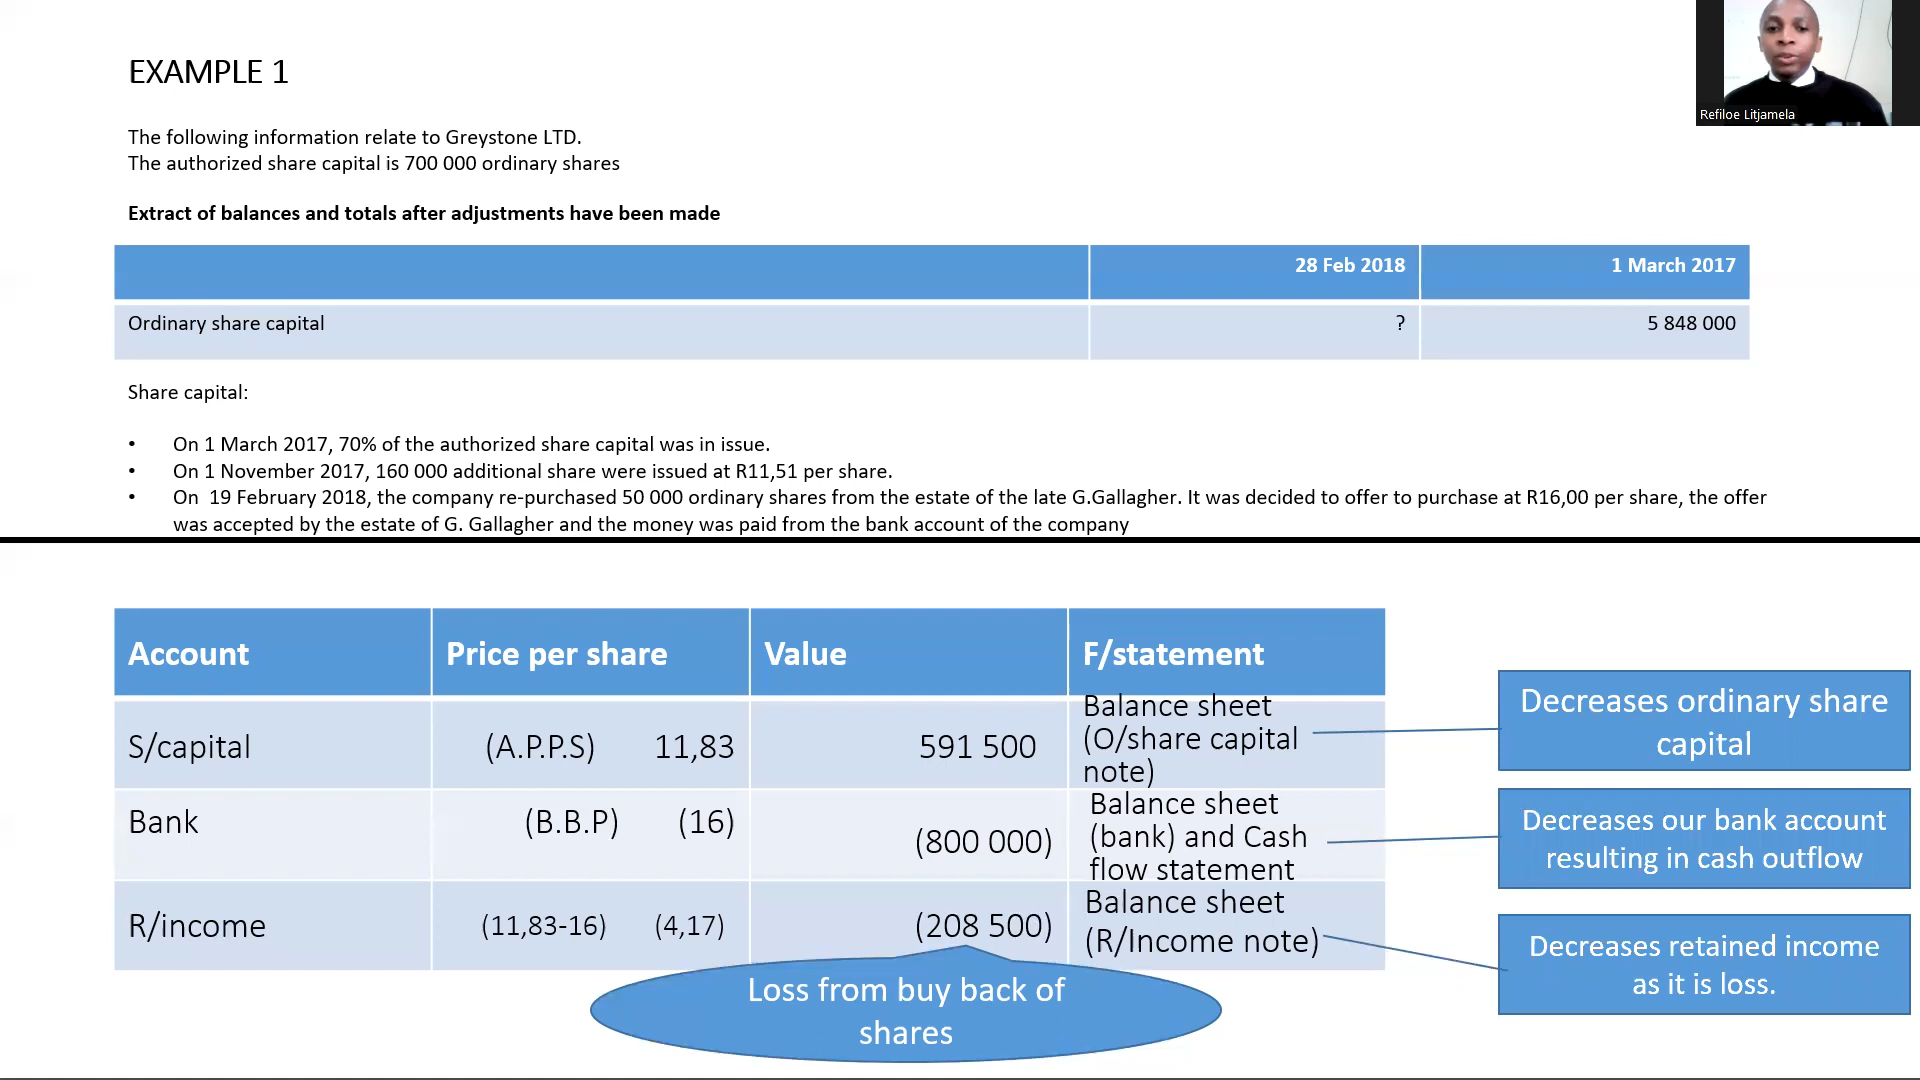 EXAMPLE 1
Refiloe Litjamela
The following information relate to Greystone LTD.
The authorized share capital is 700 000 ordinary shares
Extract of balances and totals after adjustments have been made
28 Feb 2018 1 March 2017
Ordinary share capital ? 5 848 000
Share capital:
• On 1 March 2017, 70% of the authorized share capital was in issue.
• On 1 November 2017, 160 000 additional share were issued at R11,51 per share.
• On 19 February 2018, the company re-purchased 50 000 ordinary shares from the estate of the late G.Gallagher. It was decided to offer to purchase at R16,00 per share, the offer
was accepted by the estate of G. Gallagher and the money was paid from the bank account of the company
Account Price per share Value F/statement
S/capital (A.P.P.S) 11,83 591 500 Balance sheet
(O/share capital
note)
Decreases ordinary share
capital
Bank (B.B.P) (16) (800 000) Balance sheet
(bank) and Cash
flow statement
Decreases our bank account
resulting in cash outflow
R/income (11,83-16) (4,17) (208 500) Balance sheet
(R/Income note)
Decreases retained income
as it is loss.
Loss from buy back of
shares